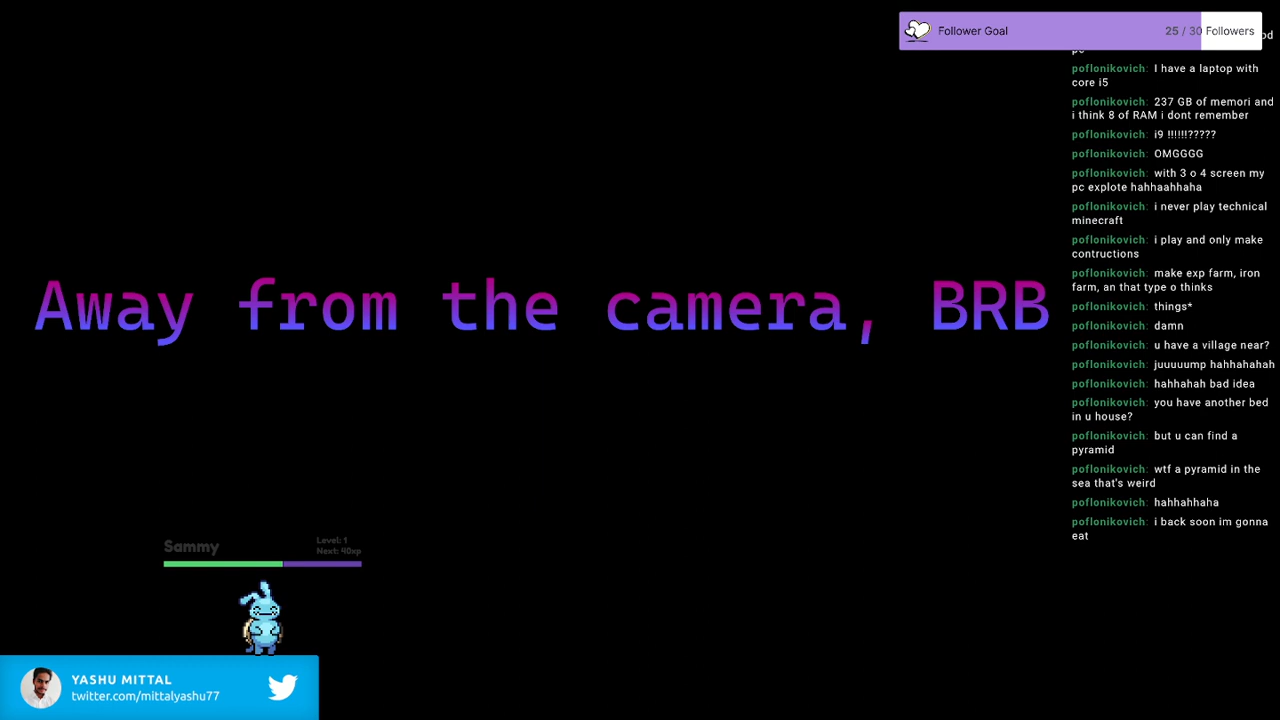 Follower Goal
25 / 30 Followers
poflonikovich: I have a laptop with
core i5
poflonikovich: 237 GB of memori and
i think 8 of RAM i dont remember
poflonikovich: i9 !!!!!!?????
poflonikovich: OMGGGG
poflonikovich: with 3 o 4 screen my
pc explote hahhaahhaha
poflonikovich: i never play technical
minecraft
poflonikovich: i play and only make
contructions
poflonikovich: make exp farm, iron
farm, an that type o thinks
poflonikovich: things*
poflonikovich: damn
poflonikovich: u have a village near?
poflonikovich: juuuuump hahhahahah
poflonikovich: hahhahah bad idea
poflonikovich: you have another bed
in u house?
poflonikovich: but u can find a
pyramid
poflonikovich: wtf a pyramid in the
sea that's weird
poflonikovich: hahhahhaha
poflonikovich: i back soon im gonna
eat
Away from the camera, BRB
Sammy
Level: 1
Next: 40xp
YASHU MITTAL
twitter.com/mittalyashu77